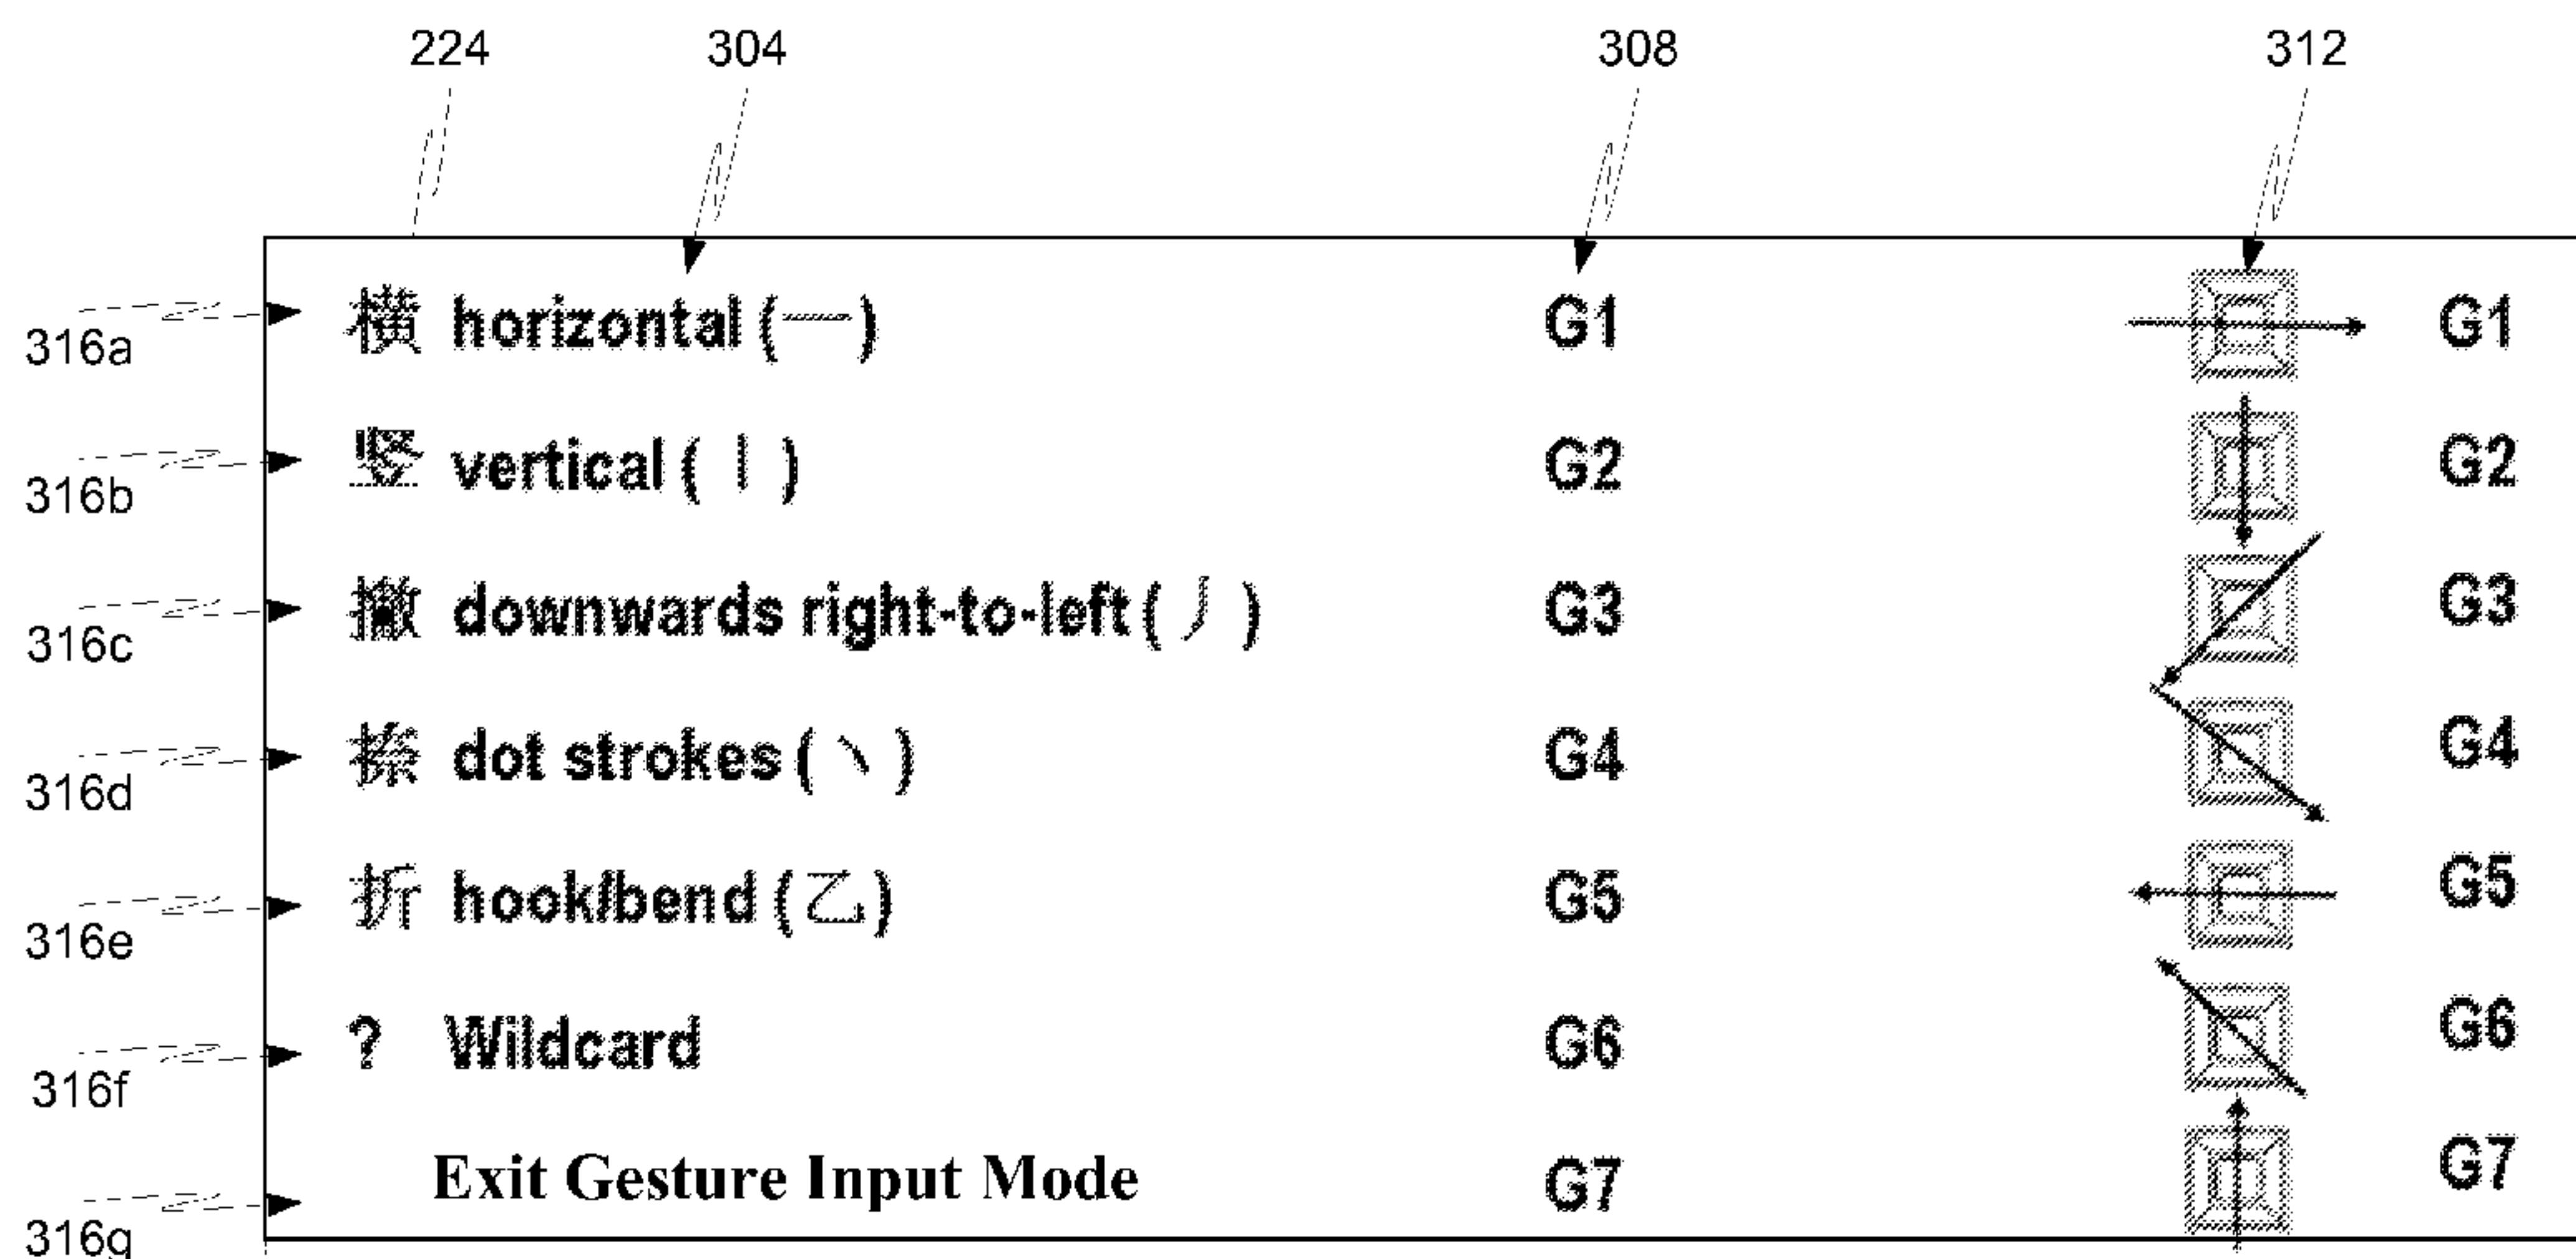 224 304 308 312
316a 横 horizontal (一) G1 G1
316b 竖 vertical (丨) G2 G2
316c 撇 downwards right-to-left (丿) G3 G3
316d 捺 dot strokes (丶) G4 G4
316e 折 hook/bend (乙) G5 G5
316f ? Wildcard G6 G6
316g Exit Gesture Input Mode G7 G7